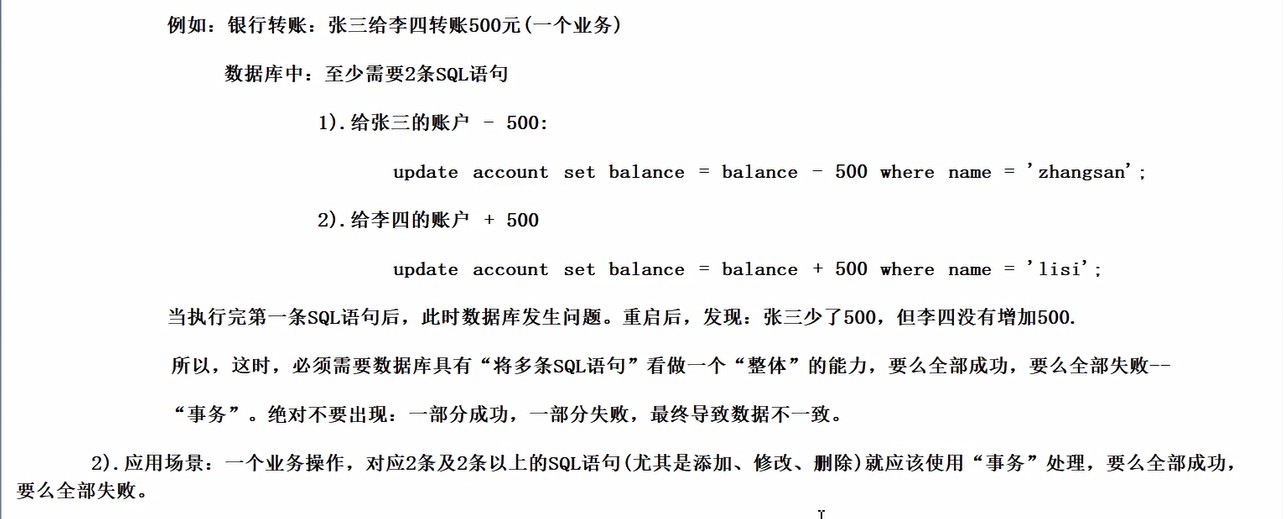 例如：银行转账：张三给李四转账500元(一个业务)
数据库中：至少需要2条SQL语句
1).给张三的账户 - 500:
update account set balance = balance - 500 where name = 'zhangsan';
2).给李四的账户 + 500
update account set balance = balance + 500 where name = 'lisi';
当执行完第一条SQL语句后，此时数据库发生问题。重启后，发现：张三少了500，但李四没有增加500.
所以，这时，必须需要数据库具有“将多条SQL语句”看做一个“整体”的能力，要么全部成功，要么全部失败--
“事务”。绝对不要出现：一部分成功，一部分失败，最终导致数据不一致。
2).应用场景：一个业务操作，对应2条及2条以上的SQL语句(尤其是添加、修改、删除)就应该使用“事务”处理，要么全部成功，
要么全部失败。